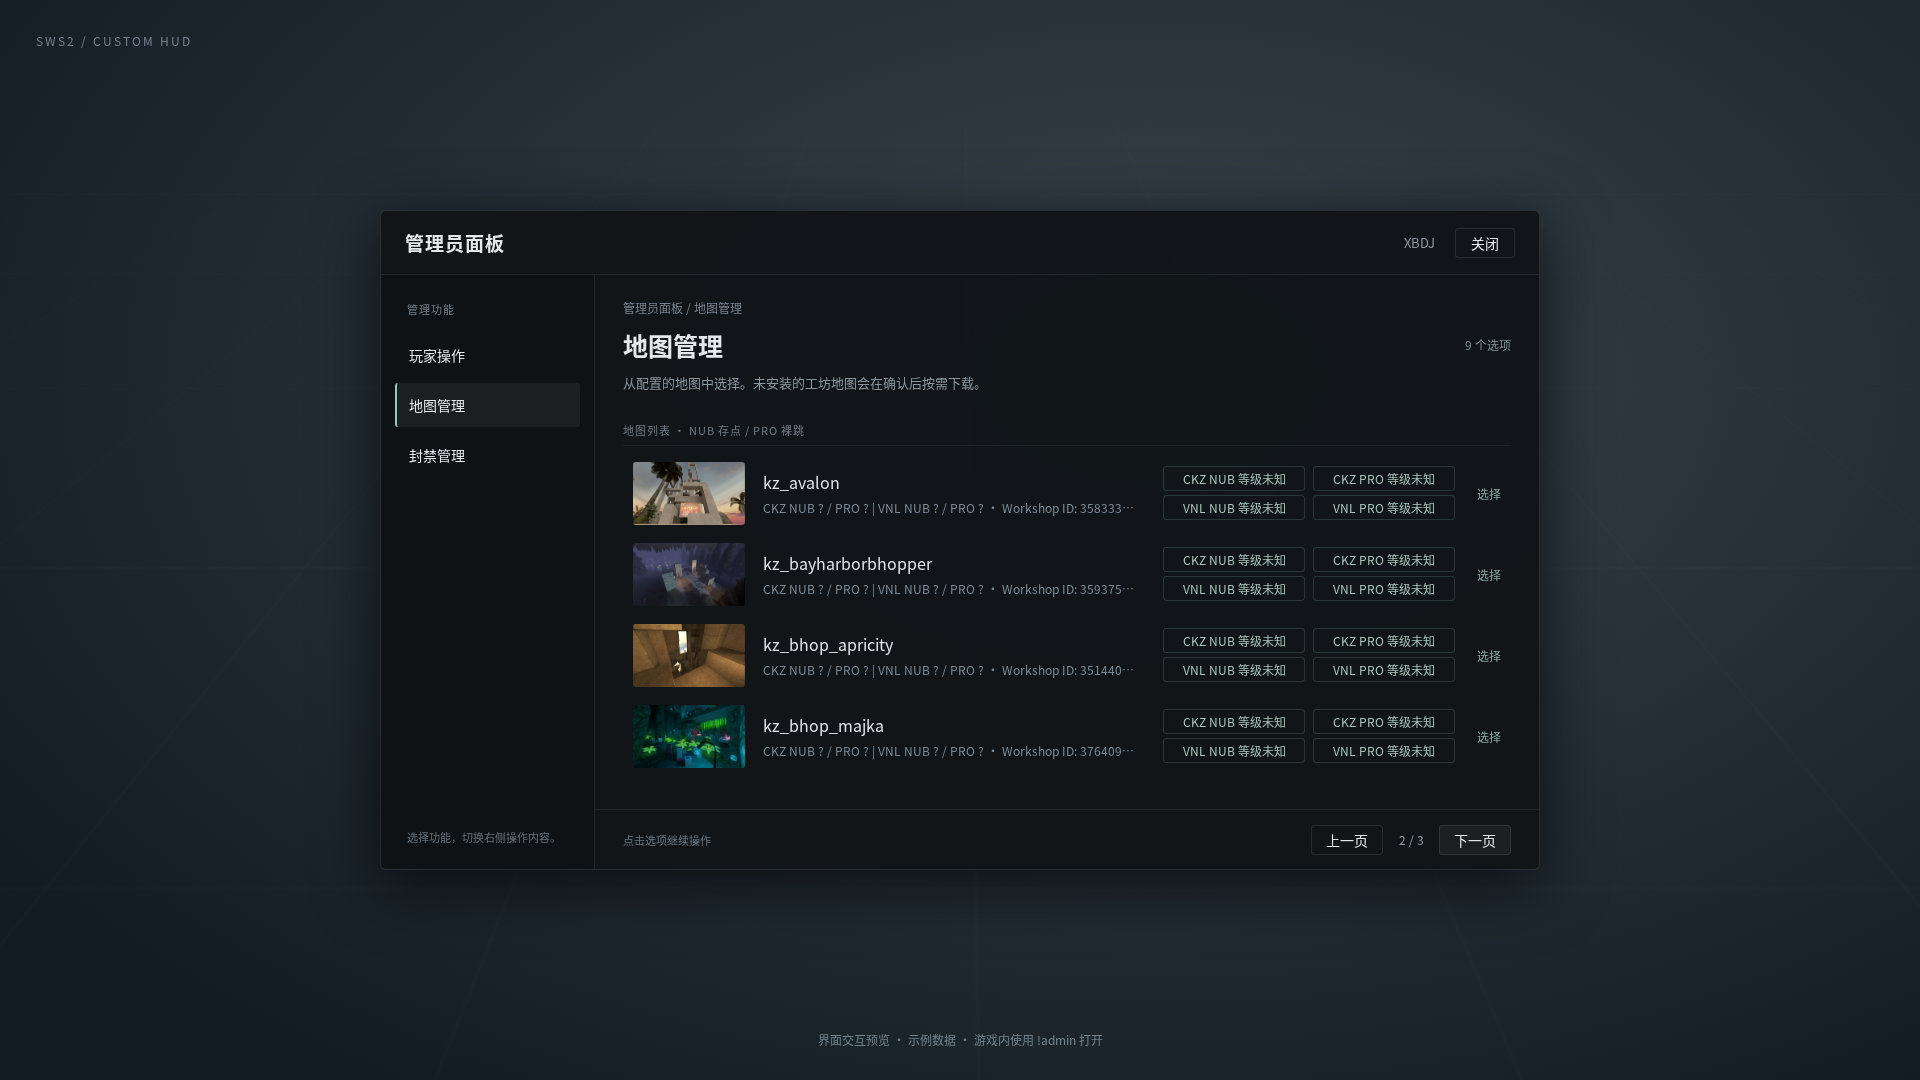 SWS2 / CUSTOM HUD
管理员面板
XBDJ
关闭
管理功能
玩家操作
地图管理
封禁管理
选择功能，切换右侧操作内容。
管理员面板 / 地图管理
地图管理
9 个选项
从配置的地图中选择。未安装的工坊地图会在确认后按需下载。
地图列表 · NUB 存点 / PRO 裸跳
kz_avalon
CKZ NUB ? / PRO ? | VNL NUB ? / PRO ? · Workshop ID: 358333…
CKZ NUB 等级未知
CKZ PRO 等级未知
VNL NUB 等级未知
VNL PRO 等级未知
选择
kz_bayharborbhopper
CKZ NUB ? / PRO ? | VNL NUB ? / PRO ? · Workshop ID: 359375…
CKZ NUB 等级未知
CKZ PRO 等级未知
VNL NUB 等级未知
VNL PRO 等级未知
选择
kz_bhop_apricity
CKZ NUB ? / PRO ? | VNL NUB ? / PRO ? · Workshop ID: 351440…
CKZ NUB 等级未知
CKZ PRO 等级未知
VNL NUB 等级未知
VNL PRO 等级未知
选择
kz_bhop_majka
CKZ NUB ? / PRO ? | VNL NUB ? / PRO ? · Workshop ID: 376409…
CKZ NUB 等级未知
CKZ PRO 等级未知
VNL NUB 等级未知
VNL PRO 等级未知
选择
点击选项继续操作
上一页
2 / 3
下一页
界面交互预览 · 示例数据 · 游戏内使用 !admin 打开